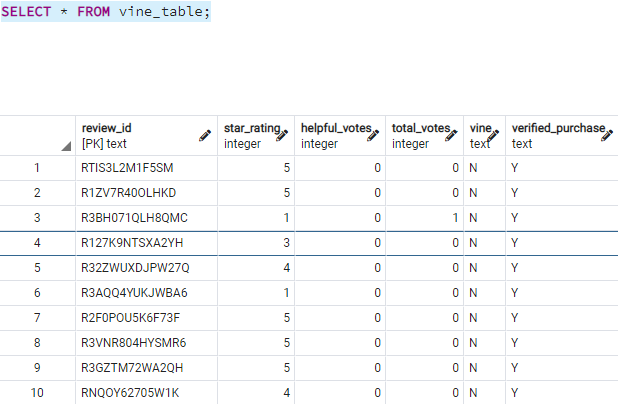 SELECT * FROM vine_table;
review_id star_rating helpful_votes total_votes vine verified_purchase
[PK] text integer integer integer text text
1 RTIS3L2M1F5SM 5 0 0 N Y
2 R1ZV7R40OLHKD 5 0 0 N Y
3 R3BH071QLH8QMC 1 0 1 N Y
4 R127K9NTSXA2YH 3 0 0 N Y
5 R32ZWUXDJPW27Q 4 0 0 N Y
6 R3AQQ4YUKJWBA6 1 0 0 N Y
7 R2F0POU5K6F73F 5 0 0 N Y
8 R3VNR804HYSMR6 5 0 0 N Y
9 R3GZTM72WA2QH 5 0 0 N Y
10 RNQOY62705W1K 4 0 0 N Y